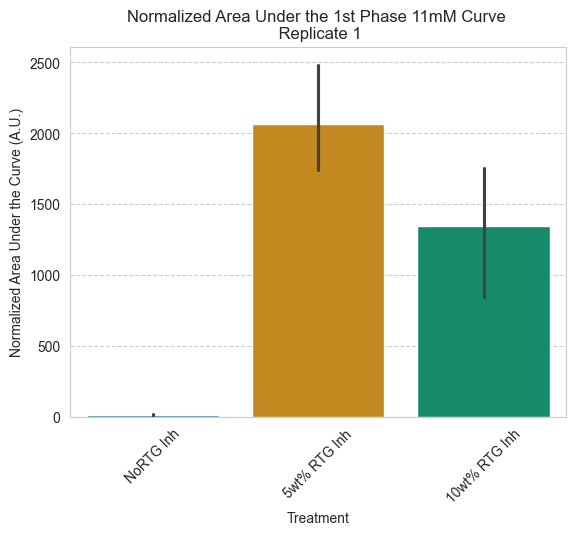 Normalized Area Under the 1st Phase 11mM Curve
Replicate 1
Normalized Area Under the Curve (A.U.)
2500
2000
1500
1000
500
0
NoRTG Inh
5wt% RTG Inh
10wt% RTG Inh
Treatment